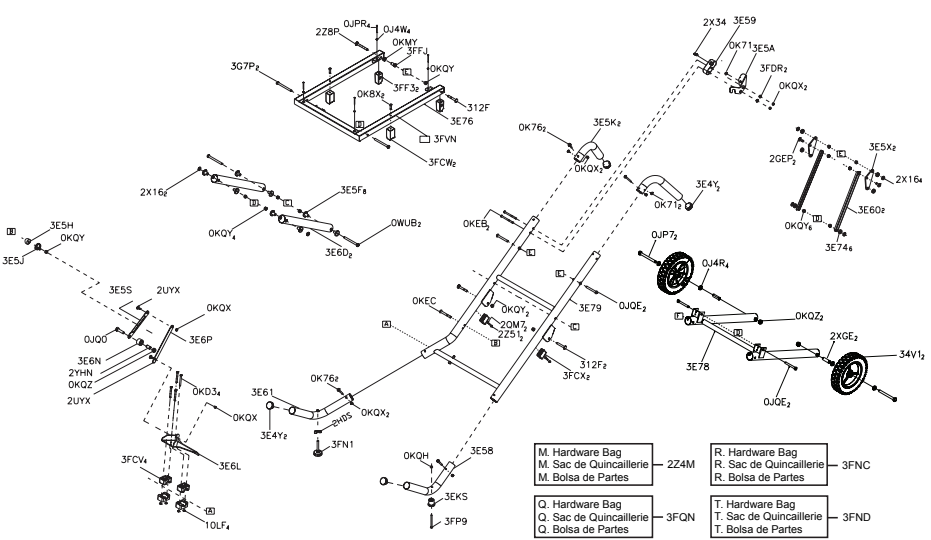 0JPR₄
2Z8P
0J4W₄
0KMY
3FFJ
E
0KQY
3G7P₂
3FF3₂
0K8X₂
312F
B
3E76
3FVN
3FCW₂
2X34
3E59
0K71
3E5A
3FDR₂
0KQX₂
0K76₂
3E5K₂
0KQX₂
3E4Y₂
0K71₂
E
2GEP₂
3E5X₂
2X16₄
3E60₂
0KQY₆
D
3E74₆
2X16₂
3E5F₈
D
C
0KQY₄
3E6D₂
0WUB₂
B
3E5H
0KQY
3E5J
0KEB₂
E
E
0JP7₂
0J4R₄
0KQZ₂
2XGE₂
34V1₂
3E78
0JQE₂
C
D
3E79
0JQE₂
0KEC
0KQY₂
2QM7₂
2Z51₂
C
A
B
312F₂
3FCX₂
3E5S
2UYX
0KQX
0JQ0
3E6P
3E6N
2YHN
0KQZ
2UYX
0KD3₄
0KQX
3E6L
3FCV₄
A
10LF₄
3E61
0K76₂
0KQX₂
3E4Y₂
2HDS
3FN1
0KQH
3E58
3EKS
3FP9
M. Hardware Bag
M. Sac de Quincaillerie
M. Bolsa de Partes
2Z4M
R. Hardware Bag
R. Sac de Quincaillerie
R. Bolsa de Partes
3FNC
Q. Hardware Bag
Q. Sac de Quincaillerie
Q. Bolsa de Partes
3FQN
T. Hardware Bag
T. Sac de Quincaillerie
T. Bolsa de Partes
3FND